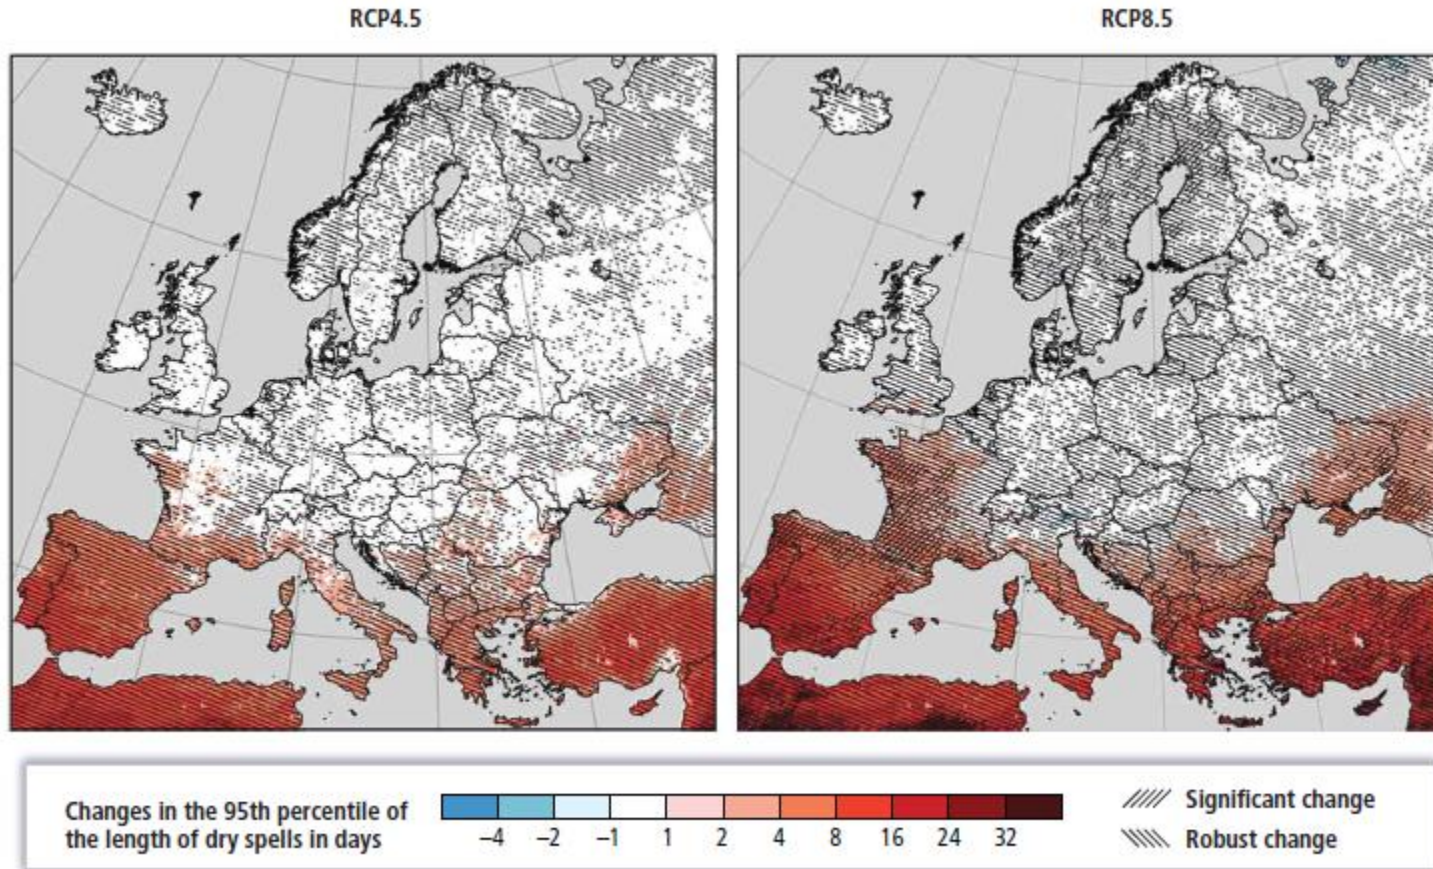 RCP4.5
RCP8.5
Changes in the 95th percentile of
the length of dry spells in days
–4 –2 –1 1 2 4 8 16 24 32
Significant change
Robust change